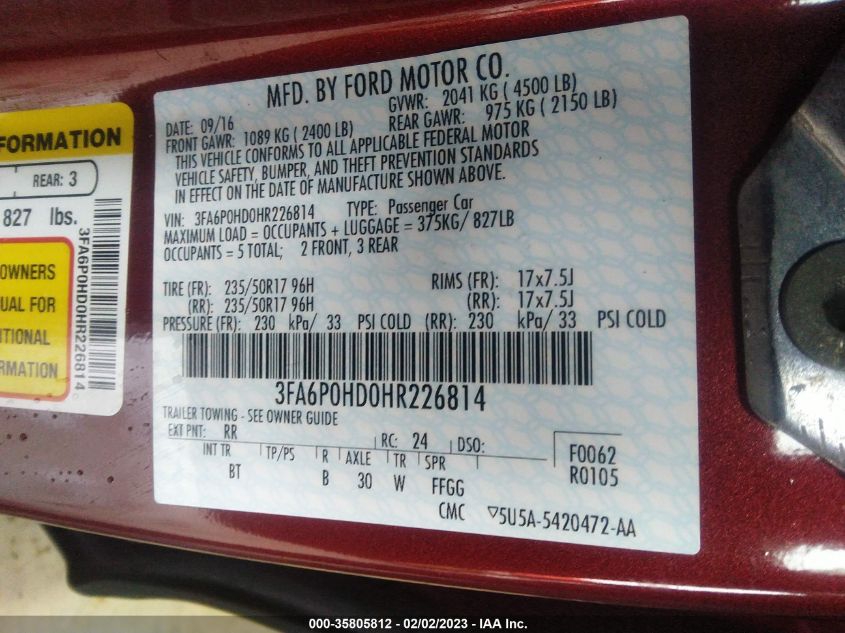 MFD. BY FORD MOTOR CO.
DATE: 09/16 GVWR: 2041 KG ( 4500 LB)
FRONT GAWR: 1089 KG ( 2400 LB) REAR GAWR: 975 KG ( 2150 LB)
THIS VEHICLE CONFORMS TO ALL APPLICABLE FEDERAL MOTOR
VEHICLE SAFETY, BUMPER, AND THEFT PREVENTION STANDARDS
IN EFFECT ON THE DATE OF MANUFACTURE SHOWN ABOVE.
VIN: 3FA6P0HD0HR226814 TYPE: Passenger Car
MAXIMUM LOAD = OCCUPANTS + LUGGAGE = 375KG/ 827LB
OCCUPANTS = 5 TOTAL; 2 FRONT, 3 REAR
TIRE (FR): 235/50R17 96H RIMS (FR): 17x7.5J
(RR): 235/50R17 96H (RR): 17x7.5J
PRESSURE (FR): 230 kPa/ 33 PSI COLD (RR): 230 kPa/ 33 PSI COLD
3FA6P0HD0HR226814
TRAILER TOWING - SEE OWNER GUIDE
EXT PNT: RR RC: 24 DSO:
INT TR TP/PS R AXLE TR SPR
BT B 30 W FFGG
F0062
R0105
CMC ▽5U5A-5420472-AA
FORMATION
REAR: 3
827 lbs.
OWNERS
UAL FOR
ITIONAL
RMATION
3FA6P0HD0HR226814
000-35805812 - 02/02/2023 - IAA Inc.